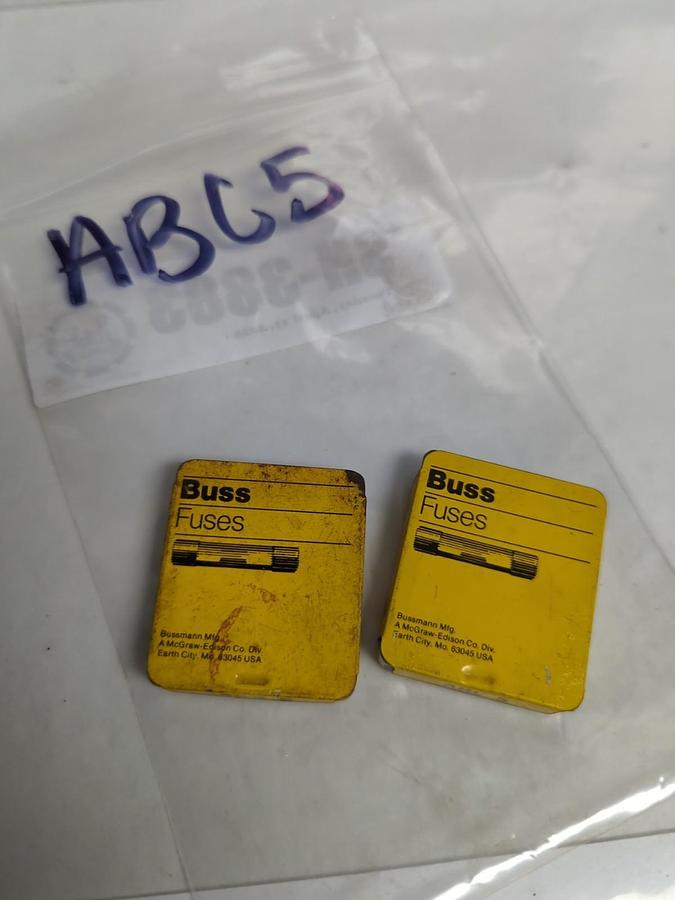 ABC5
Buss
Fuses
Bussmann Mfg.
A McGraw-Edison Co. Div.
Earth City, Mo. 63045 USA
Buss
Fuses
Bussmann Mfg.
A McGraw-Edison Co. Div.
Earth City, Mo. 63045 USA